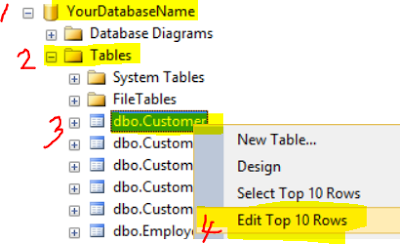 1 YourDatabaseName
Database Diagrams
2 Tables
System Tables
FileTables
3 dbo.Customer
dbo.Custom
New Table...
dbo.Custom
Design
dbo.Custom
Select Top 10 Rows
dbo.Custom
4 Edit Top 10 Rows
dbo.Employe